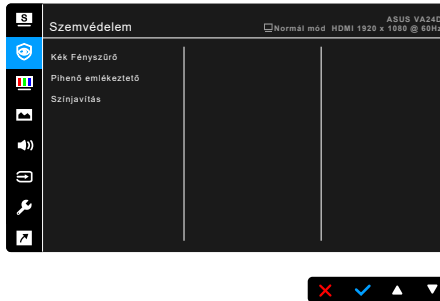 S
Szemvédelem
ASUS VA24D
Normál mód HDMI 1920 x 1080 @ 60Hz
Kék Fényszűrő
Pihenő emlékeztető
Színjavítás